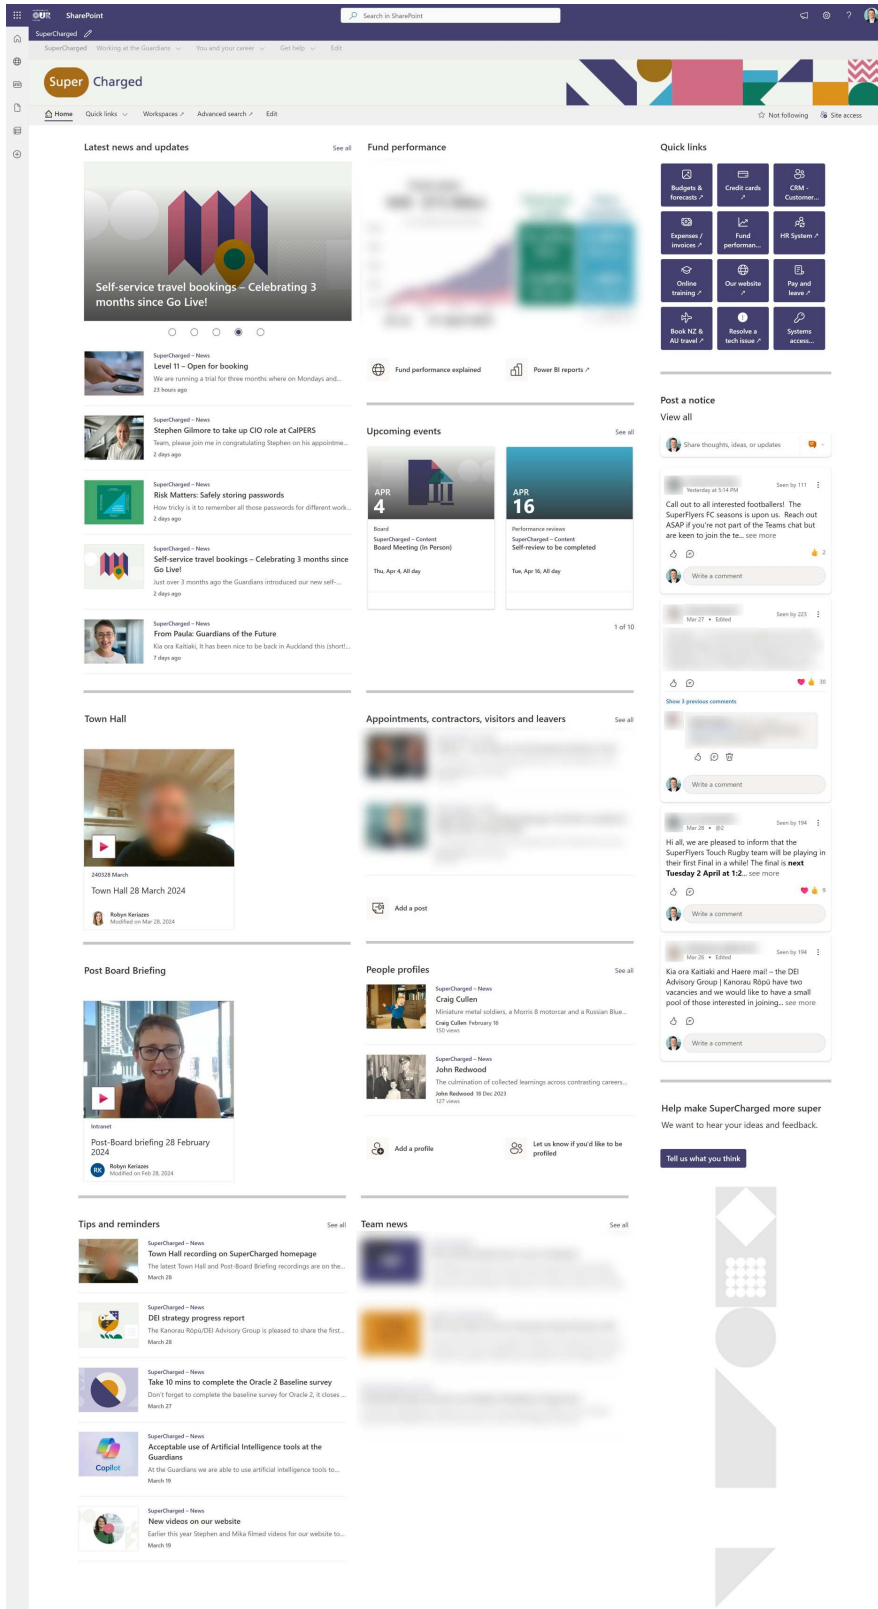 SharePoint
Search in SharePoint
?
SuperCharged
SuperCharged Working at the Guardians You and your career Get help Edit
Super Charged
Home Quick links Workspaces ↗ Advanced search ↗ Edit
Not following Site access
Latest news and updates
See all
Self-service travel bookings – Celebrating 3
months since Go Live!
SuperCharged – News
Level 11 – Open for booking
We are running a trial for three months where on Mondays and...
23 hours ago
SuperCharged – News
Stephen Gilmore to take up CIO role at CalPERS
Team, please join me in congratulating Stephen on his appointme...
2 days ago
SuperCharged – News
Risk Matters: Safely storing passwords
How tricky is it to remember all those passwords for different work...
2 days ago
SuperCharged – News
Self-service travel bookings – Celebrating 3 months since
Go Live!
Just over 3 months ago the Guardians introduced our new self-...
2 days ago
SuperCharged – News
From Paula: Guardians of the Future
Kia ora Kaitiaki, It has been nice to be back in Auckland this (short!...
7 days ago
Fund performance
Fund performance explained
Power BI reports ↗
Upcoming events
See all
APR
4
Board
SuperCharged – Content
Board Meeting (In Person)
Thu, Apr 4, All day
APR
16
Performance reviews
SuperCharged – Content
Self-review to be completed
Tue, Apr 16, All day
1 of 10
Quick links
Budgets &
forecasts ↗
Credit cards
↗
CRM -
Customer...
Expenses /
invoices ↗
Fund
performan...
HR System ↗
Online
training ↗
Our website
↗
Pay and
leave ↗
Book NZ &
AU travel ↗
Resolve a
tech issue ↗
Systems
access...
Post a notice
View all
Share thoughts, ideas, or updates
Yesterday at 5:14 PM
Seen by 111
Call out to all interested footballers! The
SuperFlyers FC seasons is upon us. Reach out
ASAP if you're not part of the Teams chat but
are keen to join the te... see more
2
Write a comment
Mar 27 • Edited
Seen by 223
30
Show 3 previous comments
Write a comment
Mar 28 • @2
Seen by 194
Hi all, we are pleased to inform that the
SuperFlyers Touch Rugby team will be playing in
their first Final in a while! The final is next
Tuesday 2 April at 1:2... see more
9
Write a comment
Mar 26 • Edited
Seen by 194
Kia ora Kaitiaki and Haere mai! – the DEI
Advisory Group | Kanorau Rōpū have two
vacancies and we would like to have a small
pool of those interested in joining... see more
Write a comment
Town Hall
240328 March
Town Hall 28 March 2024
Robyn Keriazes
Modified on Mar 28, 2024
Appointments, contractors, visitors and leavers
See all
Add a post
Post Board Briefing
Intranet
Post-Board briefing 28 February
2024
RK
Robyn Keriazes
Modified on Feb 28, 2024
People profiles
See all
SuperCharged – News
Craig Cullen
Miniature metal soldiers, a Morris 8 motorcar and a Russian Blue...
Craig Cullen February 18
150 views
SuperCharged – News
John Redwood
The culmination of collected learnings across contrasting careers...
John Redwood 18 Dec 2023
127 views
Add a profile
Let us know if you'd like to be
profiled
Help make SuperCharged more super
We want to hear your ideas and feedback.
Tell us what you think
Tips and reminders
See all
SuperCharged – News
Town Hall recording on SuperCharged homepage
The latest Town Hall and Post-Board Briefing recordings are on the...
March 28
SuperCharged – News
DEI strategy progress report
The Kanorau Rōpū/DEI Advisory Group is pleased to share the first...
March 28
SuperCharged – News
Take 10 mins to complete the Oracle 2 Baseline survey
Don't forget to complete the baseline survey for Oracle 2, it closes ...
March 27
Copilot
SuperCharged – News
Acceptable use of Artificial Intelligence tools at the
Guardians
At the Guardians we are able to use artificial intelligence tools to...
March 19
SuperCharged – News
New videos on our website
Earlier this year Stephen and Mika filmed videos for our website to...
March 19
Team news
See all